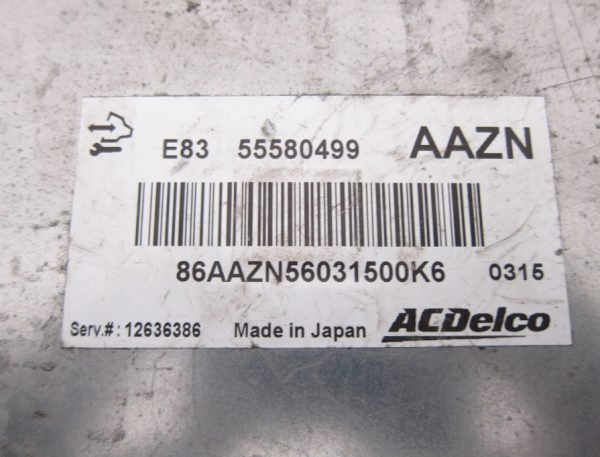 E83 55580499 AAZN
86AAZN56031500K6 0315
Serv.#: 12636386 Made in Japan ACDelco